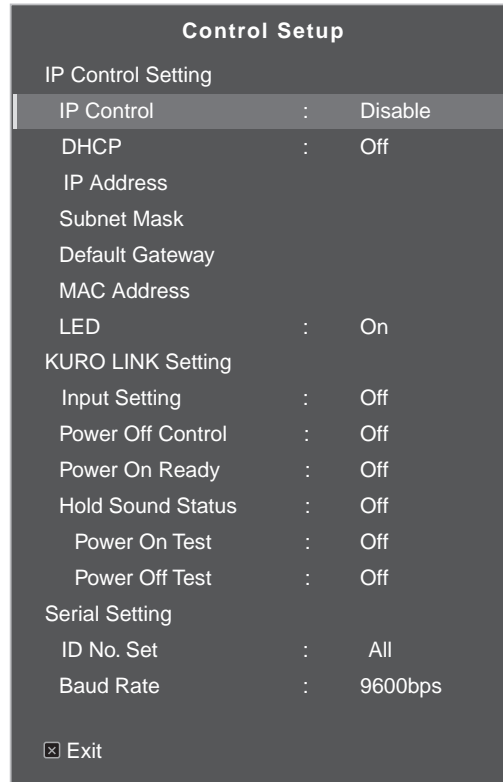 Control Setup
IP Control Setting
IP Control : Disable
DHCP : Off
IP Address
Subnet Mask
Default Gateway
MAC Address
LED : On
KURO LINK Setting
Input Setting : Off
Power Off Control : Off
Power On Ready : Off
Hold Sound Status : Off
Power On Test : Off
Power Off Test : Off
Serial Setting
ID No. Set : All
Baud Rate : 9600bps
Exit